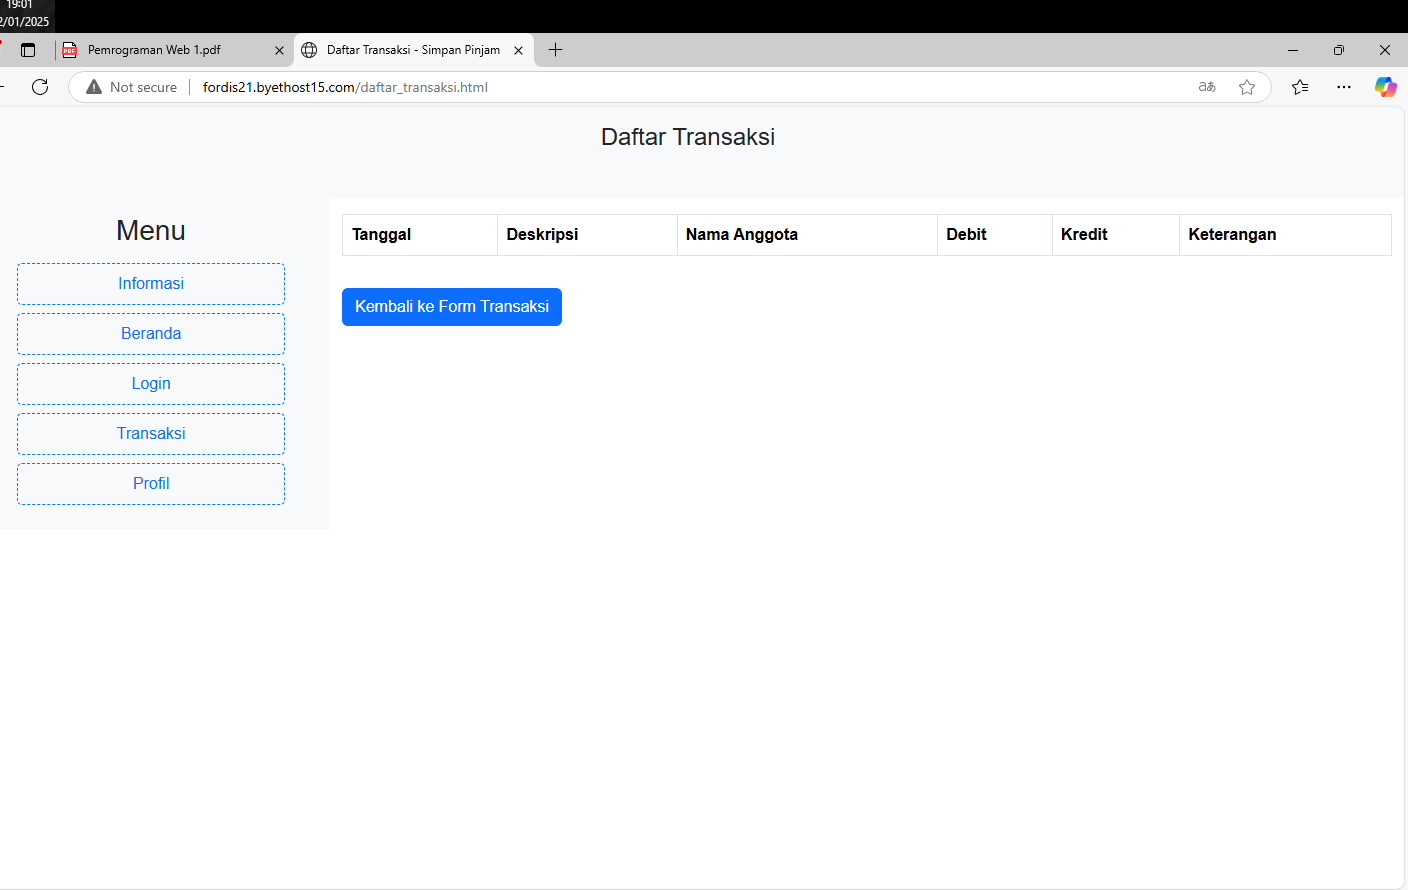 19:01
2/01/2025
Pemrograman Web 1.pdf
Daftar Transaksi - Simpan Pinjam
Not secure
fordis21.byethost15.com/daftar_transaksi.html
Daftar Transaksi
Menu
Informasi
Beranda
Login
Transaksi
Profil
Tanggal Deskripsi Nama Anggota Debit Kredit Keterangan
Kembali ke Form Transaksi